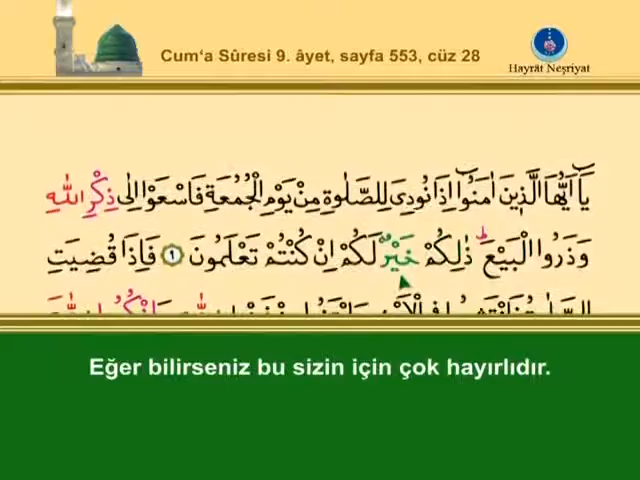 Cum‘a Sûresi 9. âyet, sayfa 553, cüz 28
Hayrât Neşriyat
يَٓا اَيُّهَا الَّذ۪ينَ اٰمَنُٓوا اِذَا نُودِىَ لِلصَّلٰوةِ مِنْ يَوْمِ الْجُمُعَةِ فَاسْعَوْا اِلٰى ذِكْرِ اللّٰهِ
وَذَرُوا الْبَيْعَ ذٰلِكُمْ خَيْرٌ لَكُمْ اِنْ كُنْتُمْ تَعْلَمُونَ ٩ فَاِذَا قُضِيَتِ
Eğer bilirseniz bu sizin için çok hayırlıdır.